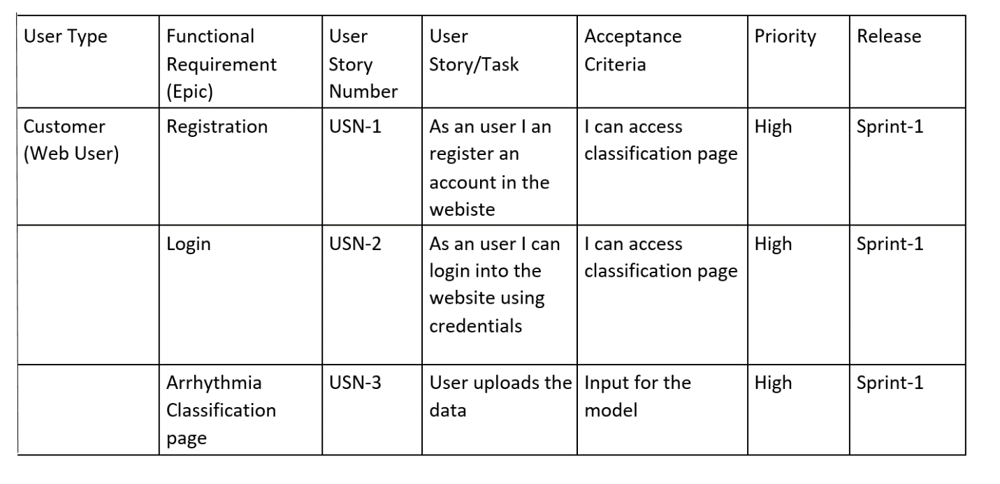 User Type
Functional
Requirement
(Epic)
User
Story
Number
User
Story/Task
Acceptance
Criteria
Priority
Release
Customer
(Web User)
Registration
USN-1
As an user I an
register an
account in the
webiste
I can access
classification page
High
Sprint-1
Login
USN-2
As an user I can
login into the
website using
credentials
I can access
classification page
High
Sprint-1
Arrhythmia
Classification
page
USN-3
User uploads the
data
Input for the
model
High
Sprint-1